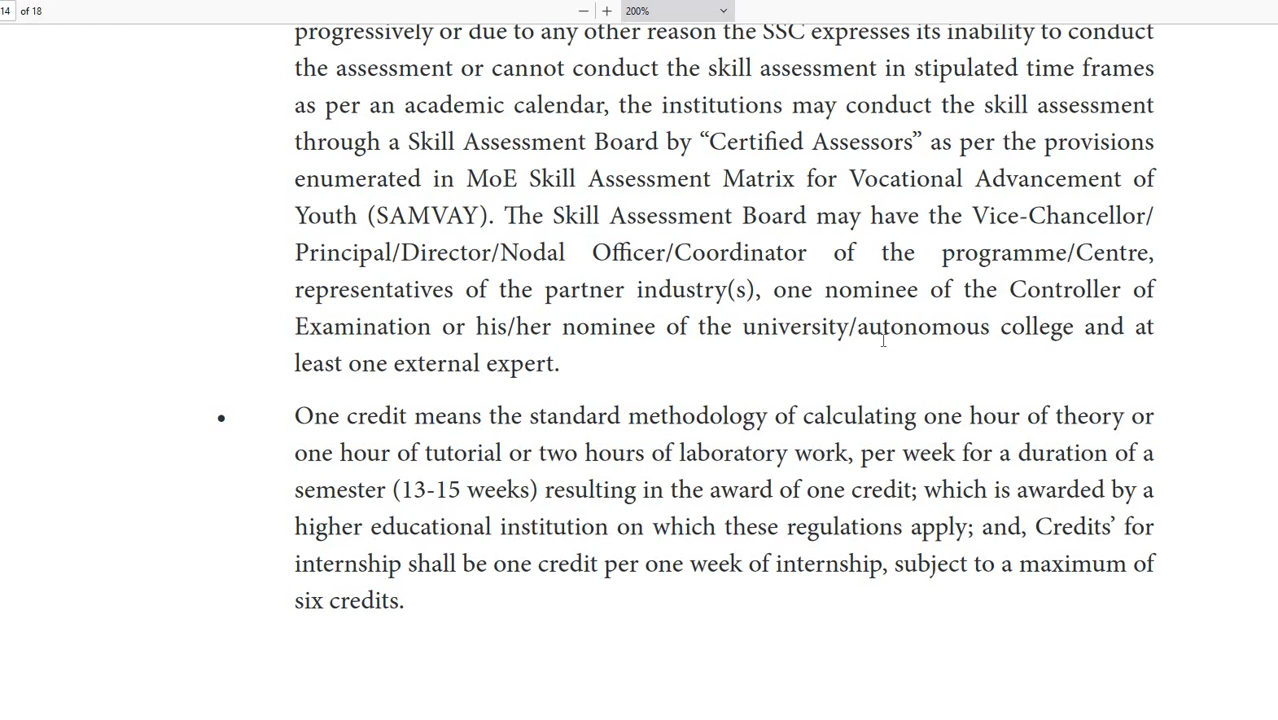 14 of 18
200%
progressively or due to any other reason the SSC expresses its inability to conduct
the assessment or cannot conduct the skill assessment in stipulated time frames
as per an academic calendar, the institutions may conduct the skill assessment
through a Skill Assessment Board by “Certified Assessors” as per the provisions
enumerated in MoE Skill Assessment Matrix for Vocational Advancement of
Youth (SAMVAY). The Skill Assessment Board may have the Vice-Chancellor/
Principal/Director/Nodal Officer/Coordinator of the programme/Centre,
representatives of the partner industry(s), one nominee of the Controller of
Examination or his/her nominee of the university/autonomous college and at
least one external expert.
• One credit means the standard methodology of calculating one hour of theory or
one hour of tutorial or two hours of laboratory work, per week for a duration of a
semester (13-15 weeks) resulting in the award of one credit; which is awarded by a
higher educational institution on which these regulations apply; and, Credits’ for
internship shall be one credit per one week of internship, subject to a maximum of
six credits.